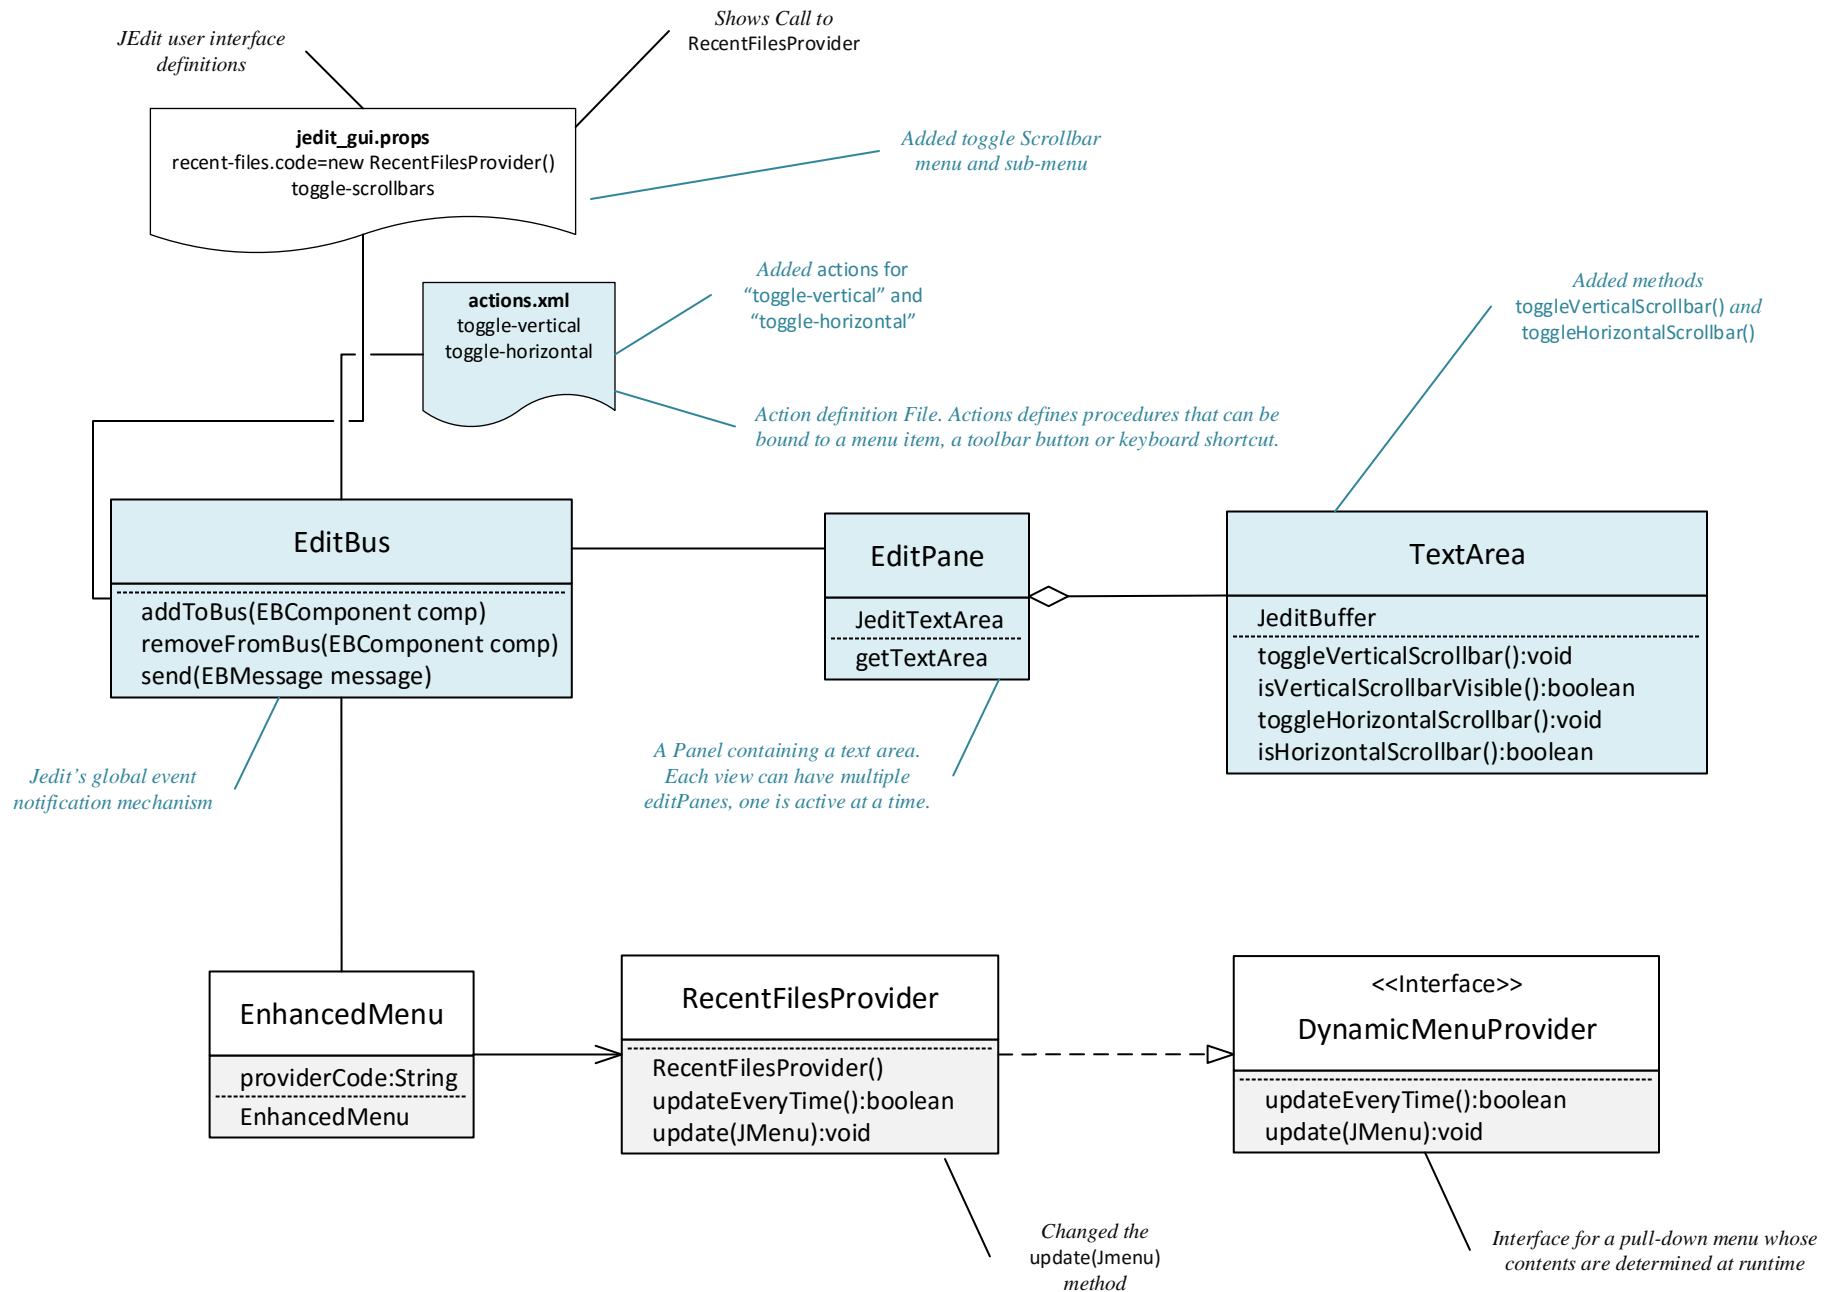 JEdit user interface
definitions
Shows Call to
RecentFilesProvider
jedit_gui.props
recent-files.code=new RecentFilesProvider()
toggle-scrollbars
Added toggle Scrollbar
menu and sub-menu
actions.xml
toggle-vertical
toggle-horizontal
Added actions for
“toggle-vertical” and
“toggle-horizontal”
Added methods
toggleVerticalScrollbar() and
toggleHorizontalScrollbar()
Action definition File. Actions defines procedures that can be
bound to a menu item, a toolbar button or keyboard shortcut.
EditBus
addToBus(EBComponent comp)
removeFromBus(EBComponent comp)
send(EBMessage message)
EditPane
JeditTextArea
getTextArea
TextArea
JeditBuffer
toggleVerticalScrollbar():void
isVerticalScrollbarVisible():boolean
toggleHorizontalScrollbar():void
isHorizontalScrollbar():boolean
Jedit’s global event
notification mechanism
A Panel containing a text area.
Each view can have multiple
editPanes, one is active at a time.
EnhancedMenu
providerCode:String
EnhancedMenu
RecentFilesProvider
RecentFilesProvider()
updateEveryTime():boolean
update(JMenu):void
<<Interface>>
DynamicMenuProvider
updateEveryTime():boolean
update(JMenu):void
Changed the
update(Jmenu)
method
Interface for a pull-down menu whose
contents are determined at runtime